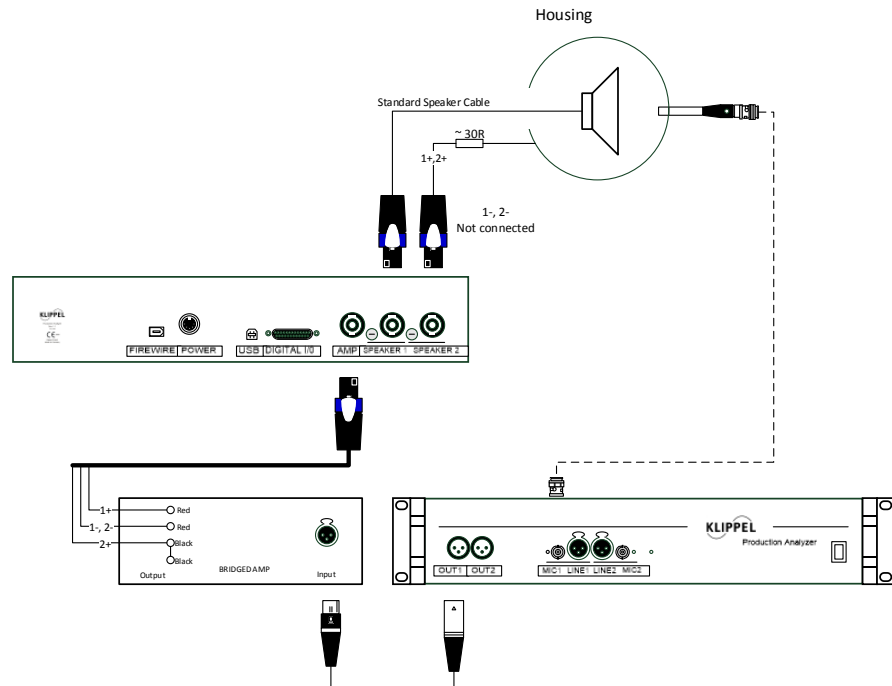 Housing
Standard Speaker Cable
~ 30R
1+,2+
1-, 2-
Not connected
KLIPPEL
CE
FIREWIRE POWER USB DIGITAL I/O AMP SPEAKER 1 SPEAKER 2
1+ Red
1-, 2- Red
2+ Black
Black
Output BRIDGED AMP Input
KLIPPEL
Production Analyzer
OUT1 OUT2 MIC1 LINE1 LINE2 MIC2